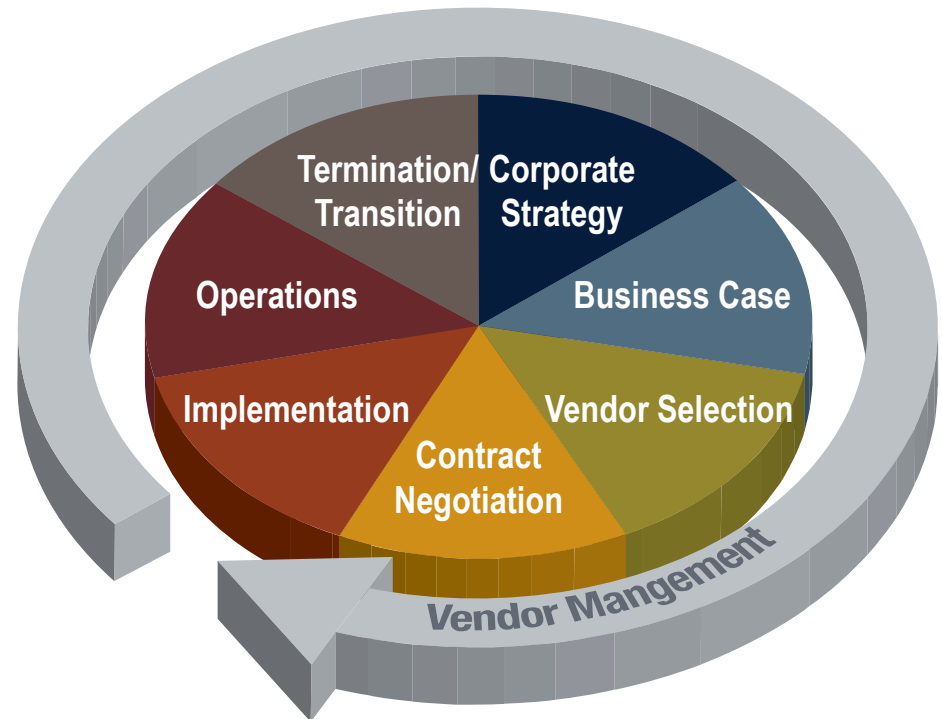 Termination/
Transition
Corporate
Strategy
Business Case
Vendor Selection
Contract
Negotiation
Implementation
Operations
Vendor Mangement